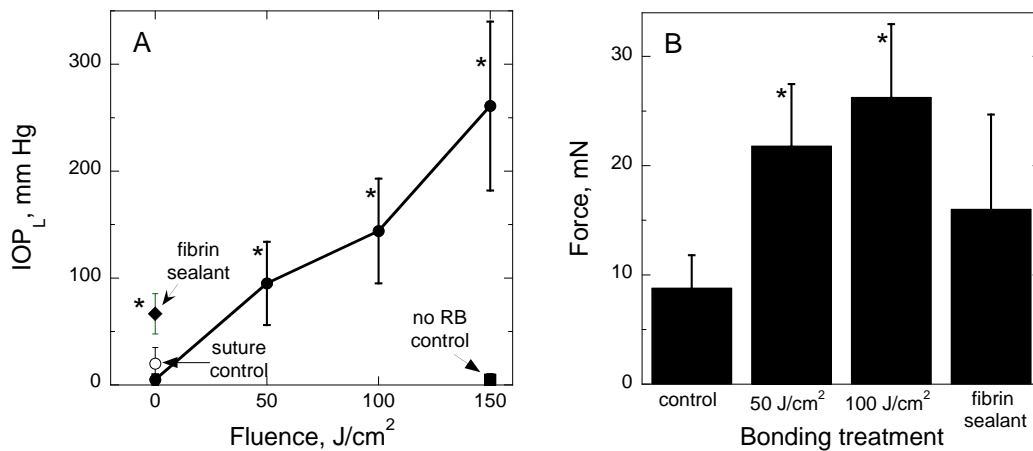 A
300
200
100
0
IOP_L, mm Hg
*
*
*
*
fibrin
sealant
suture
control
no RB
control
0 50 100 150
Fluence, J/cm²
B
30
20
10
0
Force, mN
*
*
control 50 J/cm² 100 J/cm² fibrin
sealant
Bonding treatment